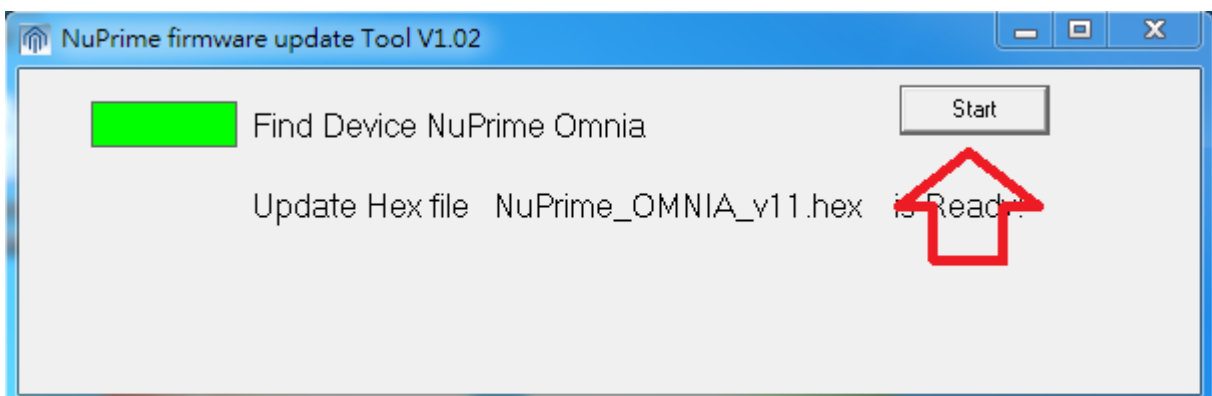 NuPrime firmware update Tool V1.02
Find Device NuPrime Omnia
Start
Update Hex file NuPrime_OMNIA_v11.hex is Ready!